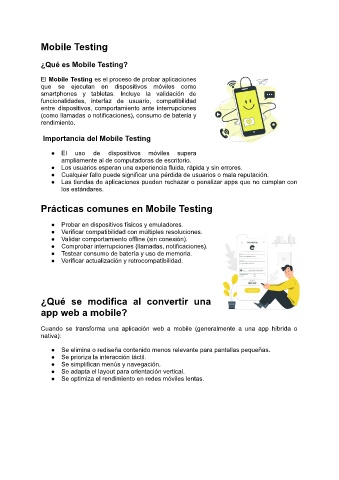 Mobile Testing
¿Qué es Mobile Testing?
El Mobile Testing es el proceso de probar aplicaciones
que se ejecutan en dispositivos móviles como
smartphones y tabletas. Incluye la validación de
funcionalidades, interfaz de usuario, compatibilidad
entre dispositivos, comportamiento ante interrupciones
(como llamadas o notificaciones), consumo de batería y
rendimiento.
Importancia del Mobile Testing
● El uso de dispositivos móviles supera
ampliamente al de computadoras de escritorio.
● Los usuarios esperan una experiencia fluida, rápida y sin errores.
● Cualquier fallo puede significar una pérdida de usuarios o mala reputación.
● Las tiendas de aplicaciones pueden rechazar o penalizar apps que no cumplan con
los estándares.
Prácticas comunes en Mobile Testing
● Probar en dispositivos físicos y emuladores.
● Verificar compatibilidad con múltiples resoluciones.
● Validar comportamiento offline (sin conexión).
● Comprobar interrupciones (llamadas, notificaciones).
● Testear consumo de batería y uso de memoria.
● Verificar actualización y retrocompatibilidad.
¿Qué se modifica al convertir una
app web a mobile?
Cuando se transforma una aplicación web a mobile (generalmente a una app híbrida o
nativa):
● Se elimina o rediseña contenido menos relevante para pantallas pequeñas.
● Se prioriza la interacción táctil.
● Se simplifican menús y navegación.
● Se adapta el layout para orientación vertical.
● Se optimiza el rendimiento en redes móviles lentas.